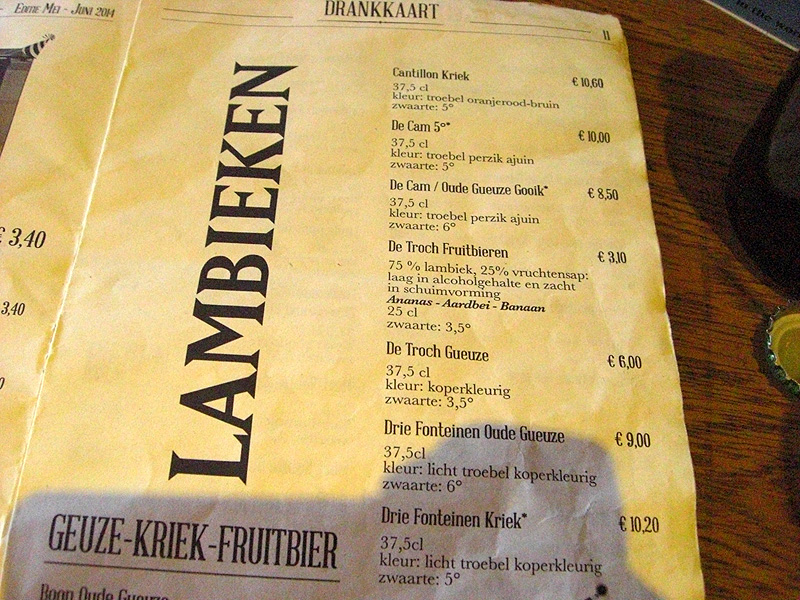 Editie Mei - Juni 2014
DRANKKAART
11
in the wor
€ 3,40
3,40
LAMBIEKEN
GEUZE-KRIEK-FRUITBIER
Boon Oude Geuze
Cantillon Kriek € 10,60
37,5 cl
kleur: troebel oranjerood-bruin
zwaarte: 5°
De Cam 5°* € 10,00
37,5 cl
kleur: troebel perzik ajuin
zwaarte: 5°
De Cam / Oude Gueuze Gooik* € 8,50
37,5 cl
kleur: troebel perzik ajuin
zwaarte: 6°
De Troch Fruitbieren € 3,10
75 % lambiek, 25% vruchtensap:
laag in alcoholgehalte en zacht
in schuimvorming
Ananas - Aardbei - Banaan
25 cl
zwaarte: 3,5°
De Troch Gueuze € 6,00
37,5 cl
kleur: koperkleurig
zwaarte: 3,5°
Drie Fonteinen Oude Gueuze € 9,00
37,5cl
kleur: licht troebel koperkleurig
zwaarte: 6°
Drie Fonteinen Kriek* € 10,20
37,5cl
kleur: licht troebel koperkleurig
zwaarte: 5°